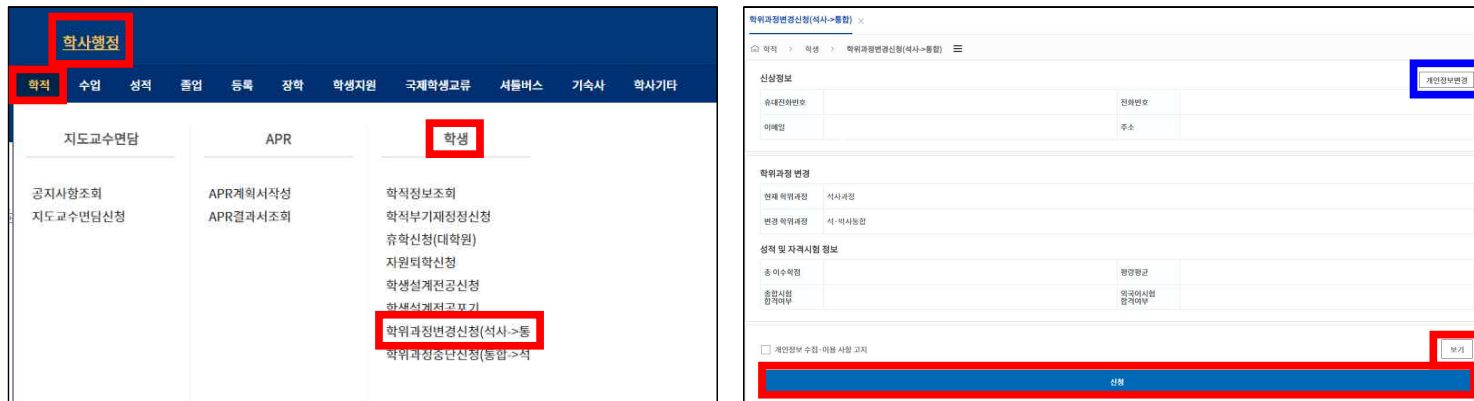 학사행정
학적 수업 성적 졸업 등록 장학 학생지원 국제학생교류 셔틀버스 기숙사 학사기타
지도교수면담 APR 학생
공지사항조회 APR계획서작성 학적정보조회
지도교수면담신청 APR결과서조회 학적부기재정정신청
휴학신청(대학원)
자원퇴학신청
학생설계전공신청
학생설계전공포기
학위과정변경신청(석사->통
학위과정중단신청(통합->석
학위과정변경신청(석사->통합) ×
학적 > 학생 > 학위과정변경신청(석사->통합)
신상정보 개인정보변경
휴대전화번호 전화번호
이메일 주소
학위과정 변경
현재 학위과정 석사과정
변경 학위과정 석·박사통합
성적 및 자격시험 정보
총 이수학점 평량평균
종합시험 외국어시험
합격여부 합격여부
개인정보 수집·이용 사항 고지 보기
신청